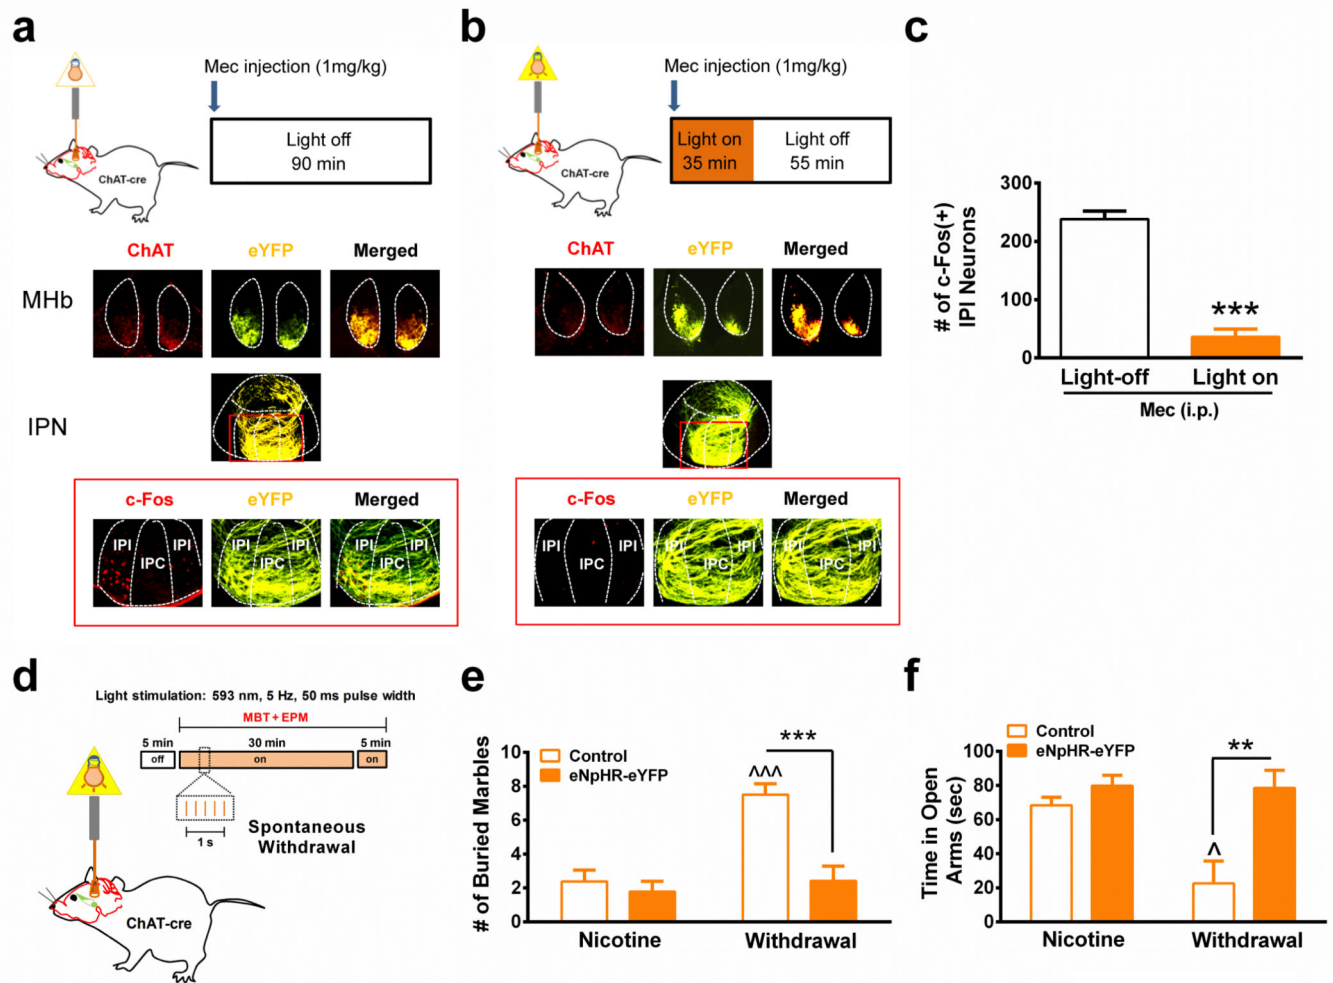 a
Mec injection (1mg/kg)
Light off
90 min
ChAT-cre
ChAT
eYFP
Merged
MHb
IPN
c-Fos
eYFP
Merged
IPI
IPI
IPC
IPI
IPI
IPC
IPI
IPI
IPC
b
Mec injection (1mg/kg)
Light on
35 min
Light off
55 min
ChAT-cre
ChAT
eYFP
Merged
c-Fos
eYFP
Merged
IPI
IPI
IPC
IPI
IPI
IPC
IPI
IPI
IPC
c
# of c-Fos(+)
IPI Neurons
300
200
100
0
***
Light-off
Light on
Mec (i.p.)
d
Light stimulation: 593 nm, 5 Hz, 50 ms pulse width
MBT + EPM
5 min
30 min
5 min
off
on
on
1 s
Spontaneous
Withdrawal
ChAT-cre
e
# of Buried Marbles
10
8
6
4
2
0
Control
eNpHR-eYFP
***
^^^
Nicotine
Withdrawal
f
Time in Open
Arms (sec)
100
80
60
40
20
0
Control
eNpHR-eYFP
**
^
Nicotine
Withdrawal